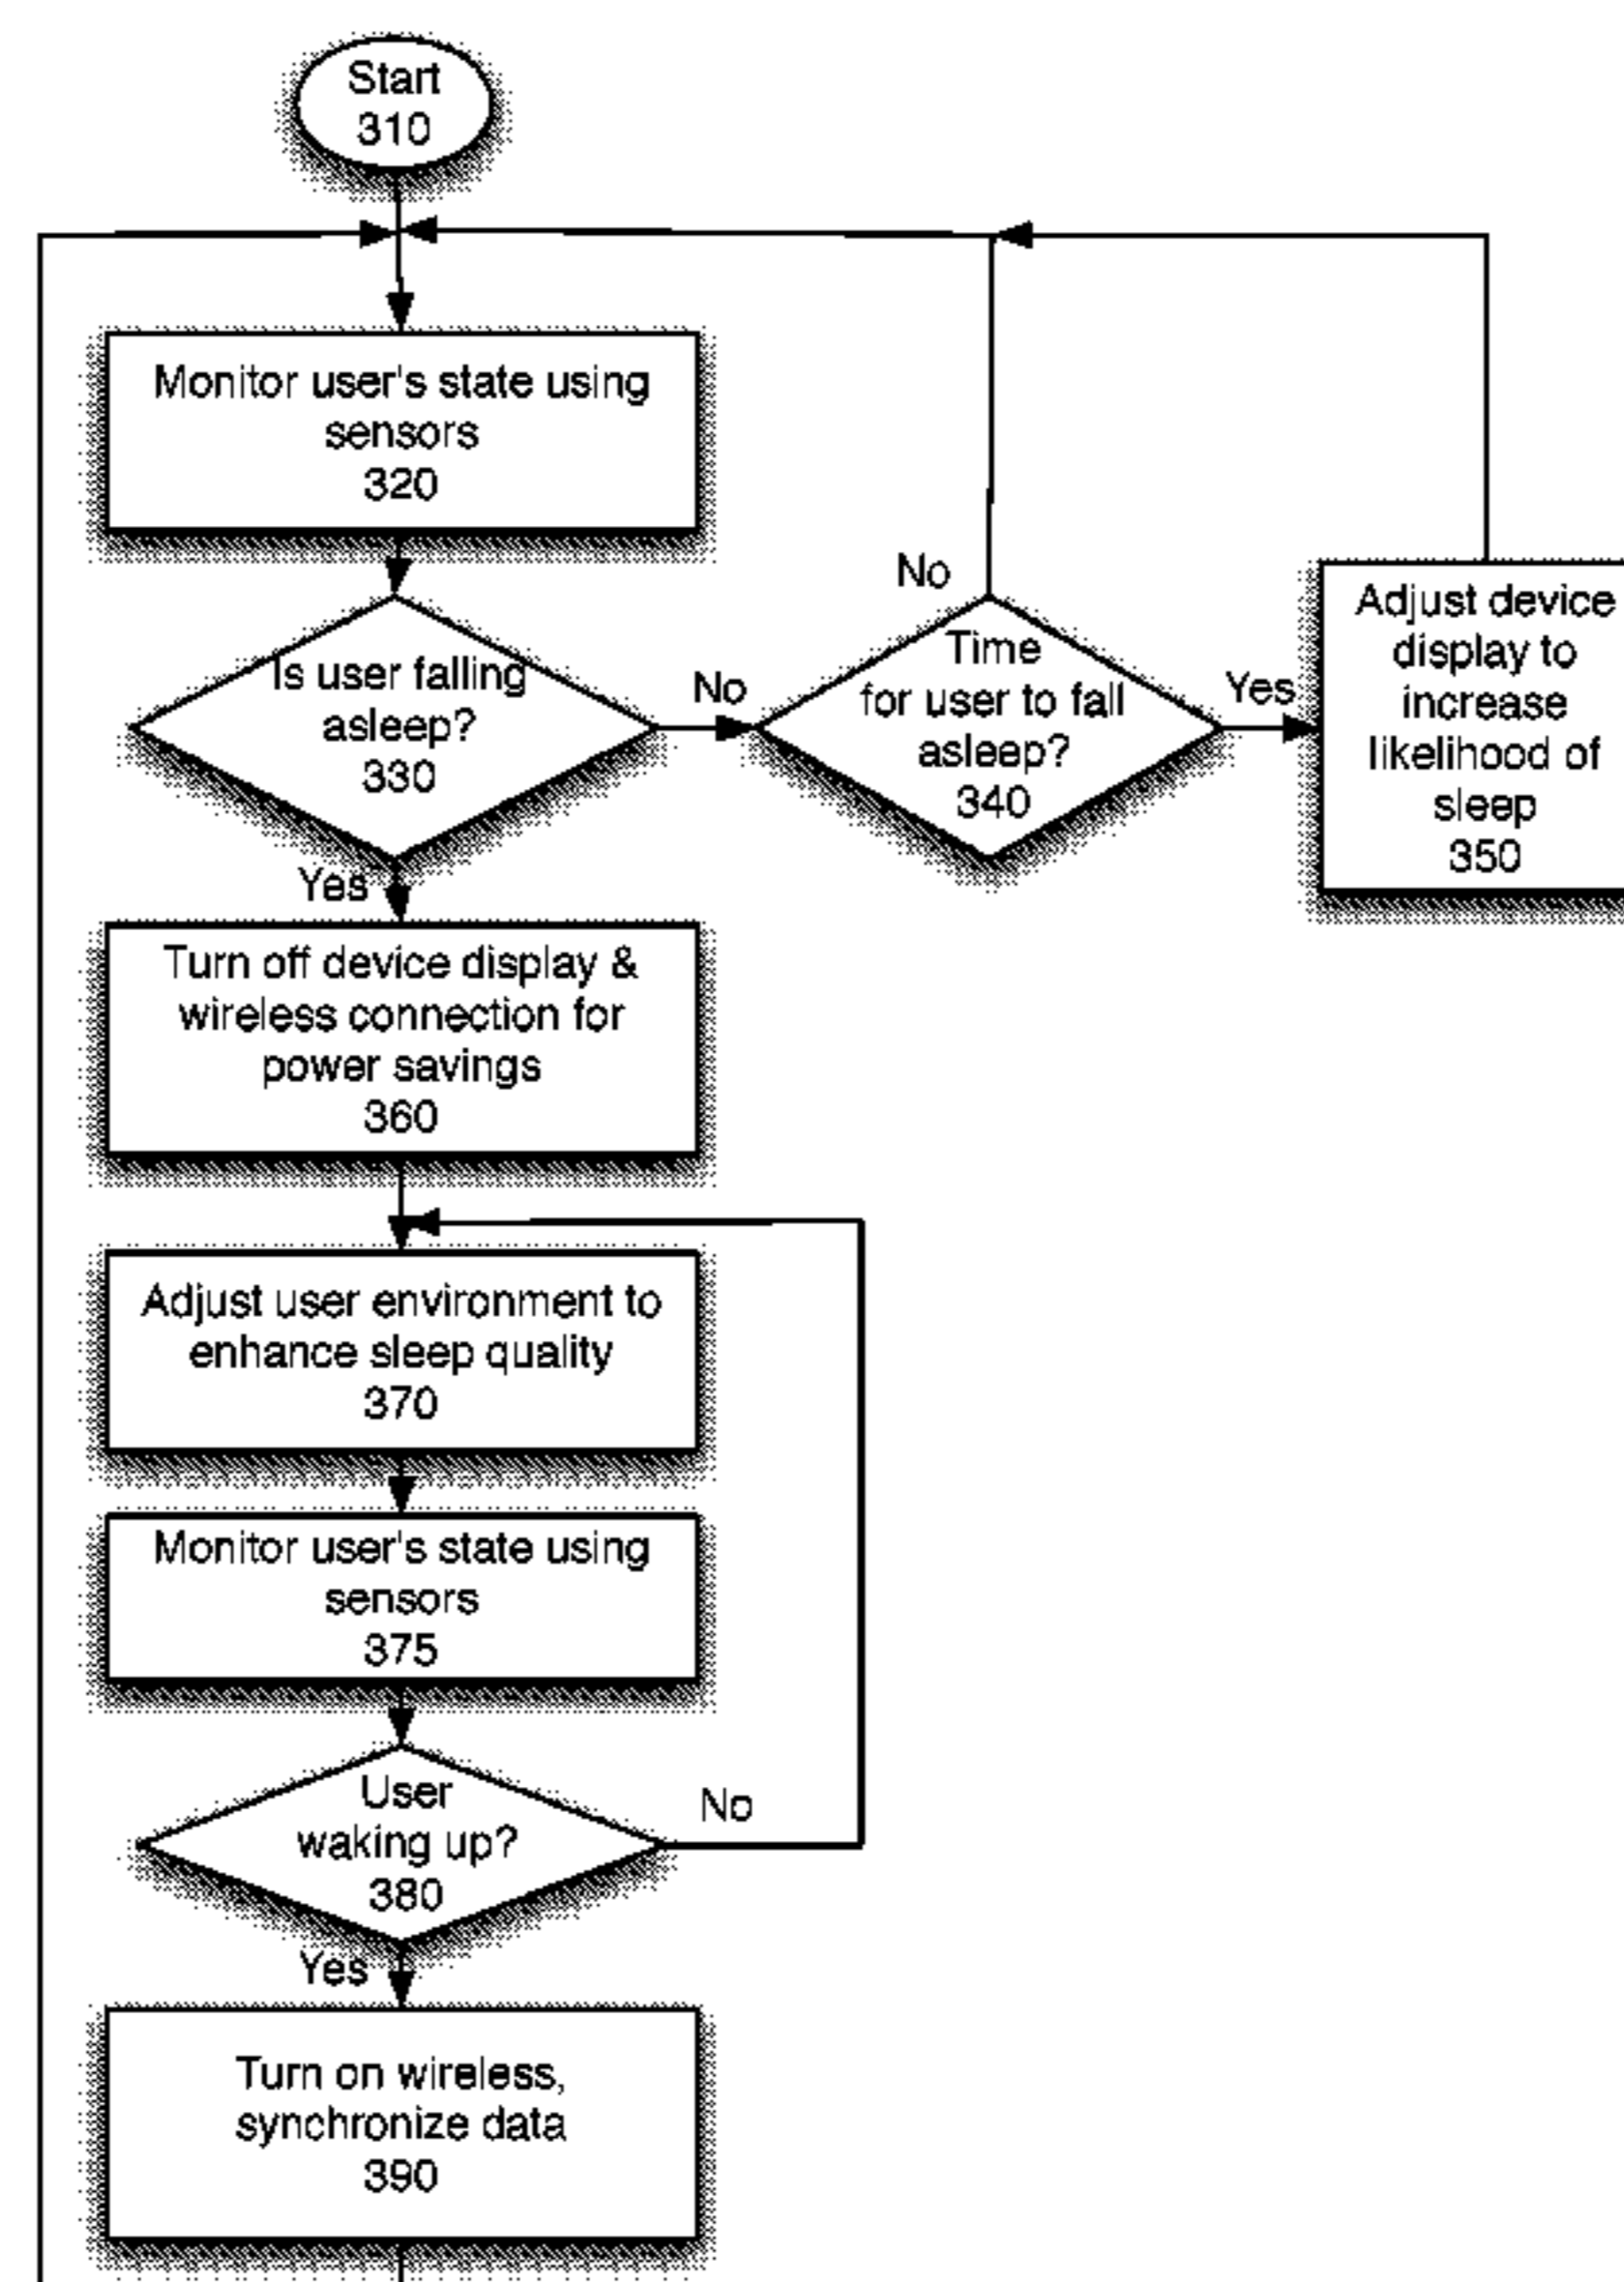 Start
310
Monitor user's state using
sensors
320
Is user falling
asleep?
330
No
Time
for user to fall
asleep?
340
No
Yes
Adjust device
display to
increase
likelihood of
sleep
350
Yes
Turn off device display &
wireless connection for
power savings
360
Adjust user environment to
enhance sleep quality
370
Monitor user's state using
sensors
375
User
waking up?
380
No
Yes
Turn on wireless,
synchronize data
390